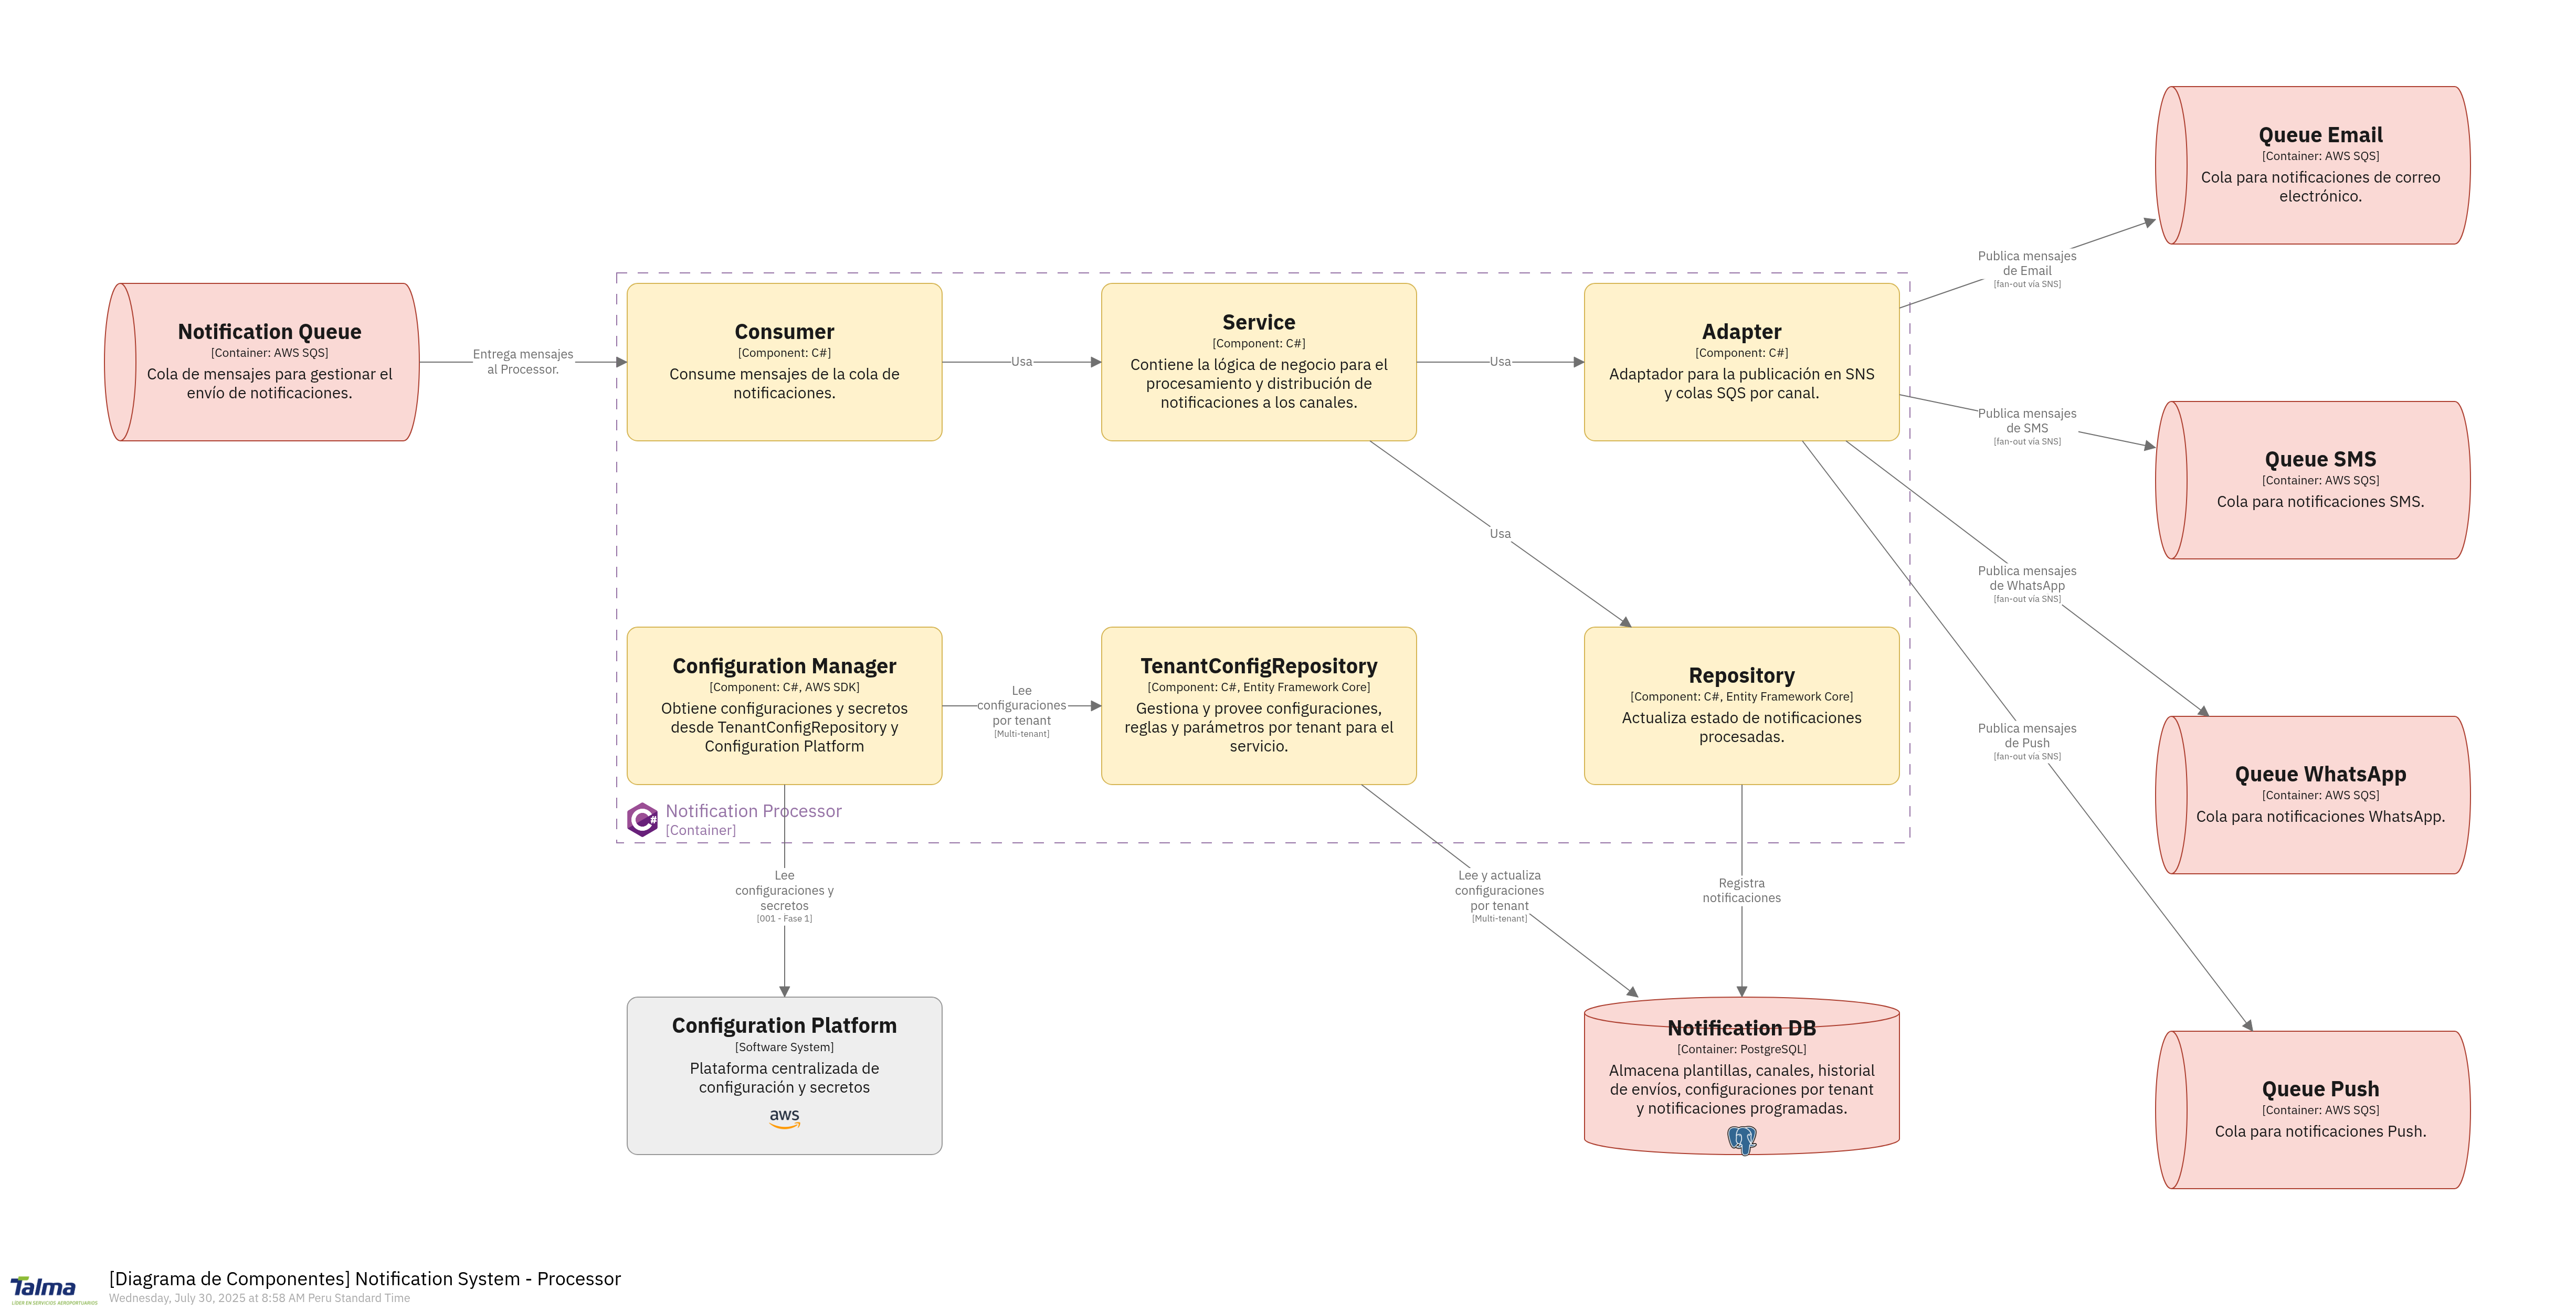 Queue Email
[Container: AWS SQS]
Cola para notificaciones de correo
electrónico.
Publica mensajes
de Email
[fan-out vía SNS]
Notification Queue
[Container: AWS SQS]
Cola de mensajes para gestionar el
envío de notificaciones.
Entrega mensajes
al Processor.
Consumer
[Component: C#]
Consume mensajes de la cola de
notificaciones.
Usa
Service
[Component: C#]
Contiene la lógica de negocio para el
procesamiento y distribución de
notificaciones a los canales.
Usa
Adapter
[Component: C#]
Adaptador para la publicación en SNS
y colas SQS por canal.
Publica mensajes
de SMS
[fan-out vía SNS]
Queue SMS
[Container: AWS SQS]
Cola para notificaciones SMS.
Usa
Publica mensajes
de WhatsApp
[fan-out vía SNS]
Configuration Manager
[Component: C#, AWS SDK]
Obtiene configuraciones y secretos
desde TenantConfigRepository y
Configuration Platform
Lee
configuraciones
por tenant
[Multi-tenant]
TenantConfigRepository
[Component: C#, Entity Framework Core]
Gestiona y provee configuraciones,
reglas y parámetros por tenant para el
servicio.
Repository
[Component: C#, Entity Framework Core]
Actualiza estado de notificaciones
procesadas.
Publica mensajes
de Push
[fan-out vía SNS]
Queue WhatsApp
[Container: AWS SQS]
Cola para notificaciones WhatsApp.
C#
Notification Processor
[Container]
Lee
configuraciones y
secretos
[001 - Fase 1]
Lee y actualiza
configuraciones
por tenant
[Multi-tenant]
Registra
notificaciones
Configuration Platform
[Software System]
Plataforma centralizada de
configuración y secretos
aws
Notification DB
[Container: PostgreSQL]
Almacena plantillas, canales, historial
de envíos, configuraciones por tenant
y notificaciones programadas.
Queue Push
[Container: AWS SQS]
Cola para notificaciones Push.
Talma
LÍDER EN SERVICIOS AEROPORTUARIOS
[Diagrama de Componentes] Notification System - Processor
Wednesday, July 30, 2025 at 8:58 AM Peru Standard Time